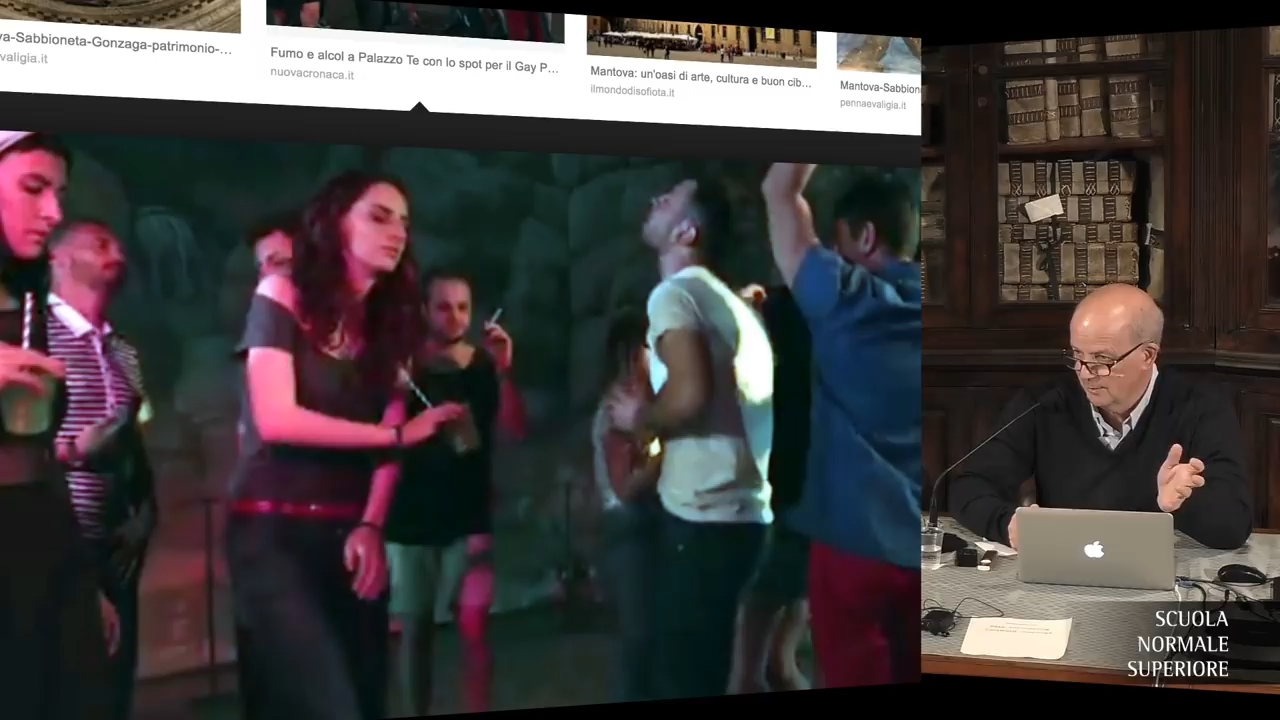 va-Sabbioneta-Gonzaga-patrimonio-...
valigia.it
Fumo e alcol a Palazzo Te con lo spot per il Gay P...
nuovacronaca.it
Mantova: un'oasi di arte, cultura e buon cib...
ilmondodisofiota.it
Mantova-Sabbion
pennaevaligia.it
SCUOLA
NORMALE
SUPERIORE